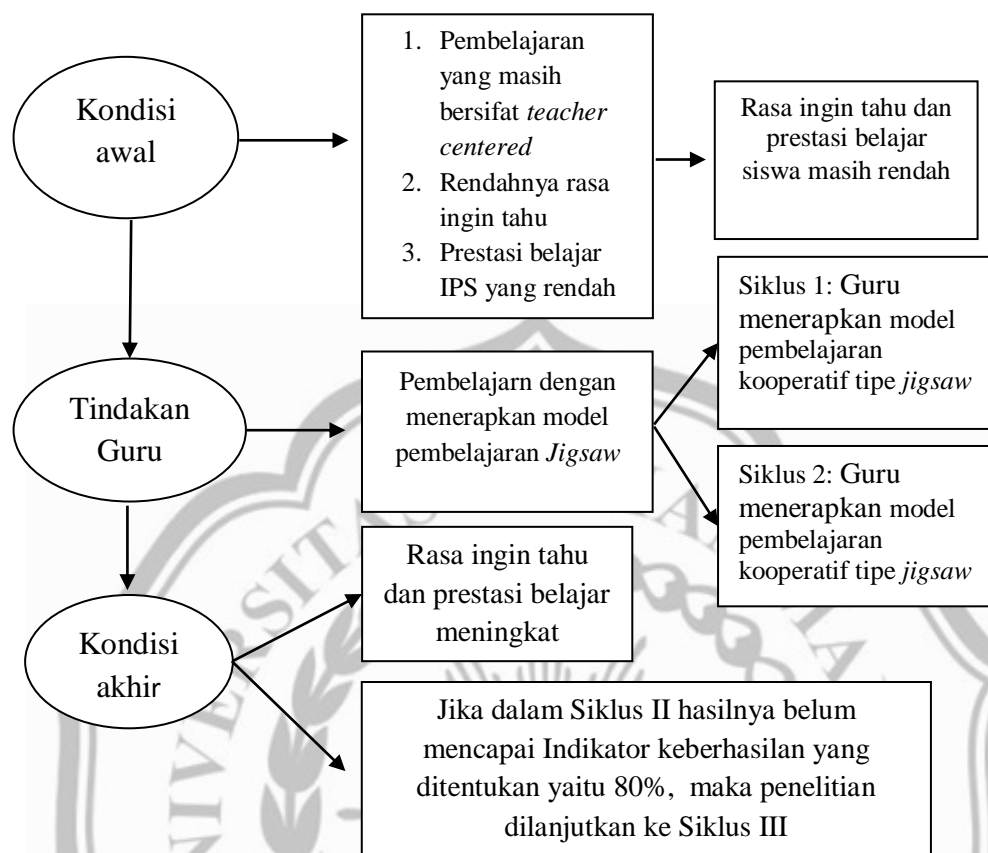 Kondisi
awal
1. Pembelajaran
yang masih
bersifat teacher
centered
2. Rendahnya rasa
ingin tahu
3. Prestasi belajar
IPS yang rendah
Rasa ingin tahu dan
prestasi belajar
siswa masih rendah
Tindakan
Guru
Pembelajarn dengan
menerapkan model
pembelajaran Jigsaw
Siklus 1: Guru
menerapkan model
pembelajaran
kooperatif tipe jigsaw
Siklus 2: Guru
menerapkan model
pembelajaran
kooperatif tipe jigsaw
Kondisi
akhir
Rasa ingin tahu
dan prestasi belajar
meningkat
Jika dalam Siklus II hasilnya belum
mencapai Indikator keberhasilan yang
ditentukan yaitu 80%, maka penelitian
dilanjutkan ke Siklus III